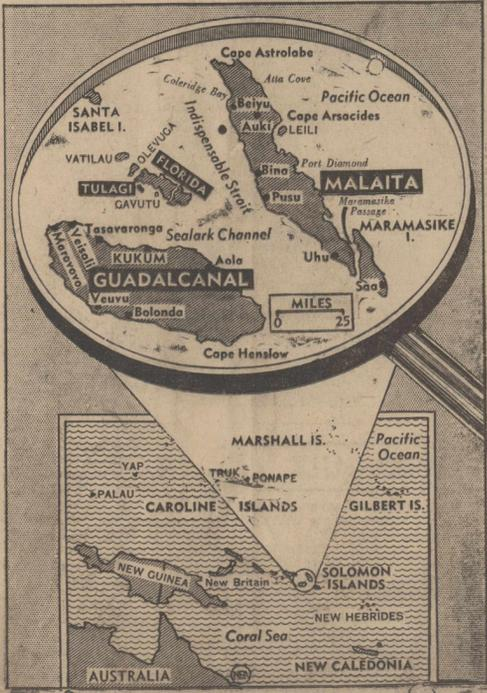 Cape Astrolabe
Coleridge Bay
Atta Cove
Pacific Ocean
Beiyu
Cape Arsacides
Auki
LEILI
SANTA
ISABEL I.
Indispensable Strait
VATILAU
OLEVUGA
FLORIDA
TULAGI
GAVUTU
Bina
Port Diamond
MALAITA
Pusu
Maramasike
Passage
MARAMASIKE
I.
Tasavaronga
Sealark Channel
Veisali
Marovovo
KUKUM
Aola
Uhu
GUADALCANAL
Saa
Veuvu
Bolonda
MILES
0 25
Cape Henslow
MARSHALL IS.
Pacific
Ocean
YAP
TRUK
PONAPE
PALAU
CAROLINE ISLANDS
GILBERT IS.
NEW GUINEA
New Britain
SOLOMON
ISLANDS
NEW HEBRIDES
Coral Sea
NEW CALEDONIA
AUSTRALIA